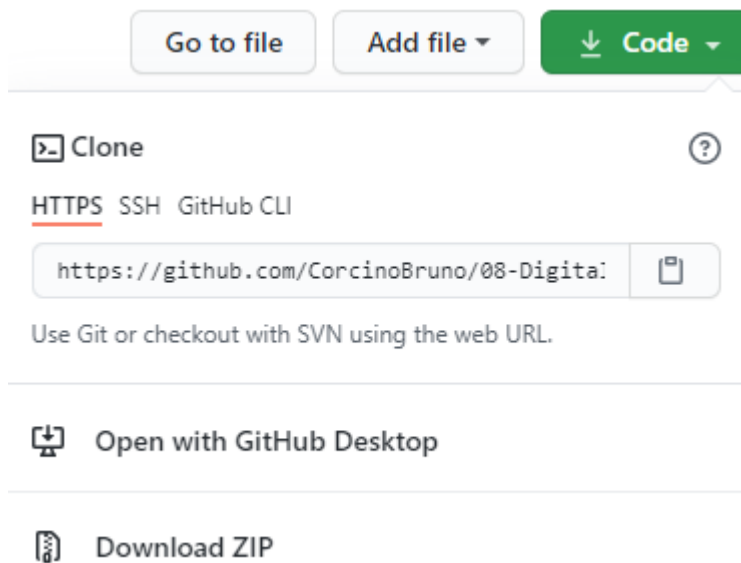 Go to file Add file Code
Clone
HTTPS SSH GitHub CLI
https://github.com/CorcinoBruno/08-Digital
Use Git or checkout with SVN using the web URL.
Open with GitHub Desktop
Download ZIP